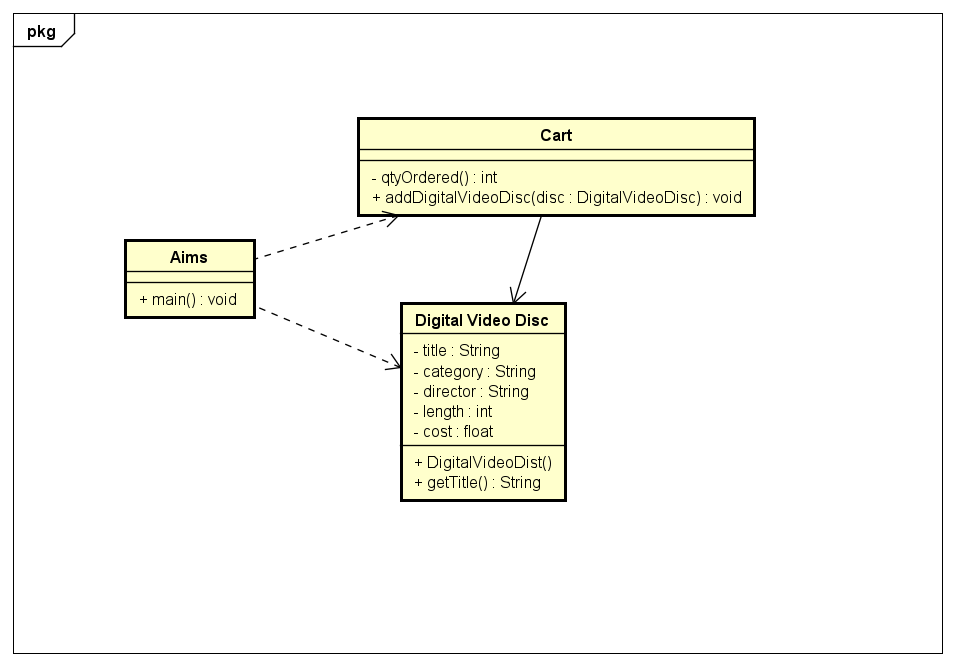 pkg
Cart
- qtyOrdered() : int
+ addDigitalVideoDisc(disc : DigitalVideoDisc) : void
Aims
+ main() : void
Digital Video Disc
- title : String
- category : String
- director : String
- length : int
- cost : float
+ DigitalVideoDist()
+ getTitle() : String